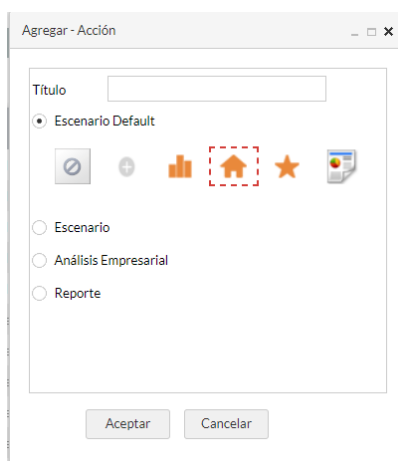 Agregar - Acción
Título
Escenario Default
Escenario
Análisis Empresarial
Reporte
Aceptar Cancelar